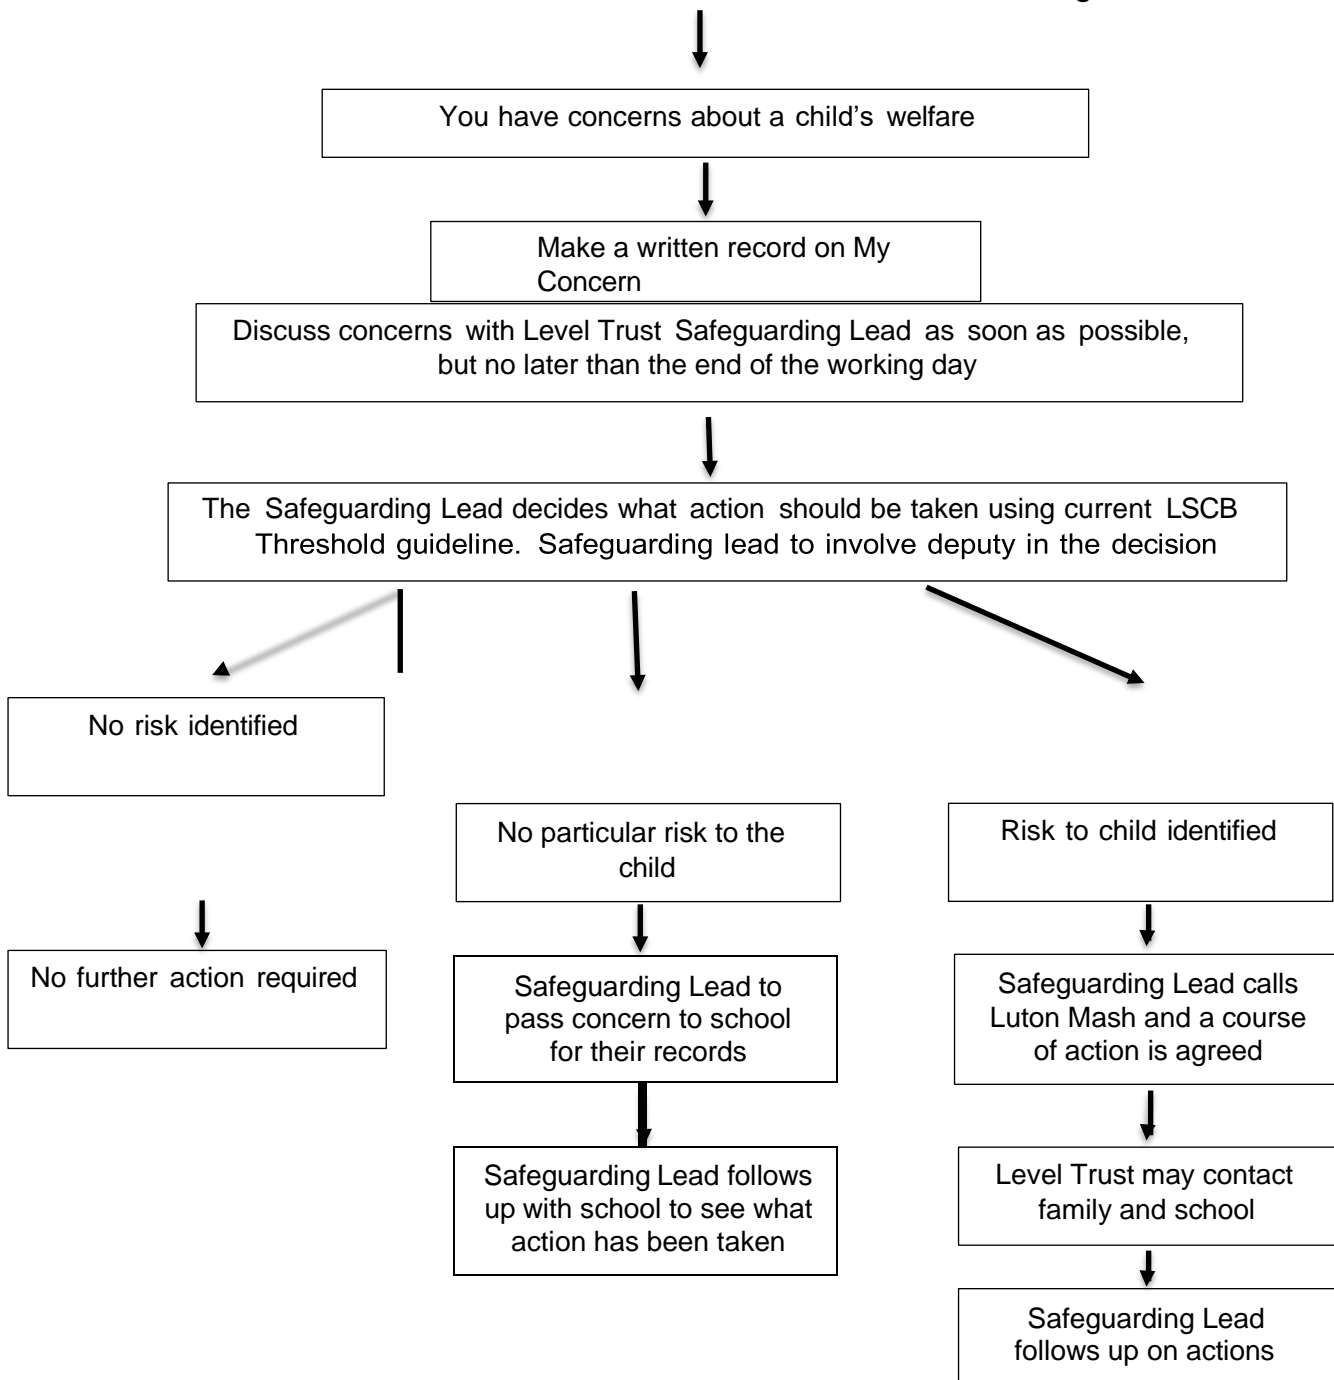 You have concerns about a child’s welfare
Make a written record on My
Concern
Discuss concerns with Level Trust Safeguarding Lead as soon as possible,
but no later than the end of the working day
The Safeguarding Lead decides what action should be taken using current LSCB
Threshold guideline. Safeguarding lead to involve deputy in the decision
No risk identified
No particular risk to the
child
Risk to child identified
No further action required
Safeguarding Lead to
pass concern to school
for their records
Safeguarding Lead calls
Luton Mash and a course
of action is agreed
Safeguarding Lead follows
up with school to see what
action has been taken
Level Trust may contact
family and school
Safeguarding Lead
follows up on actions